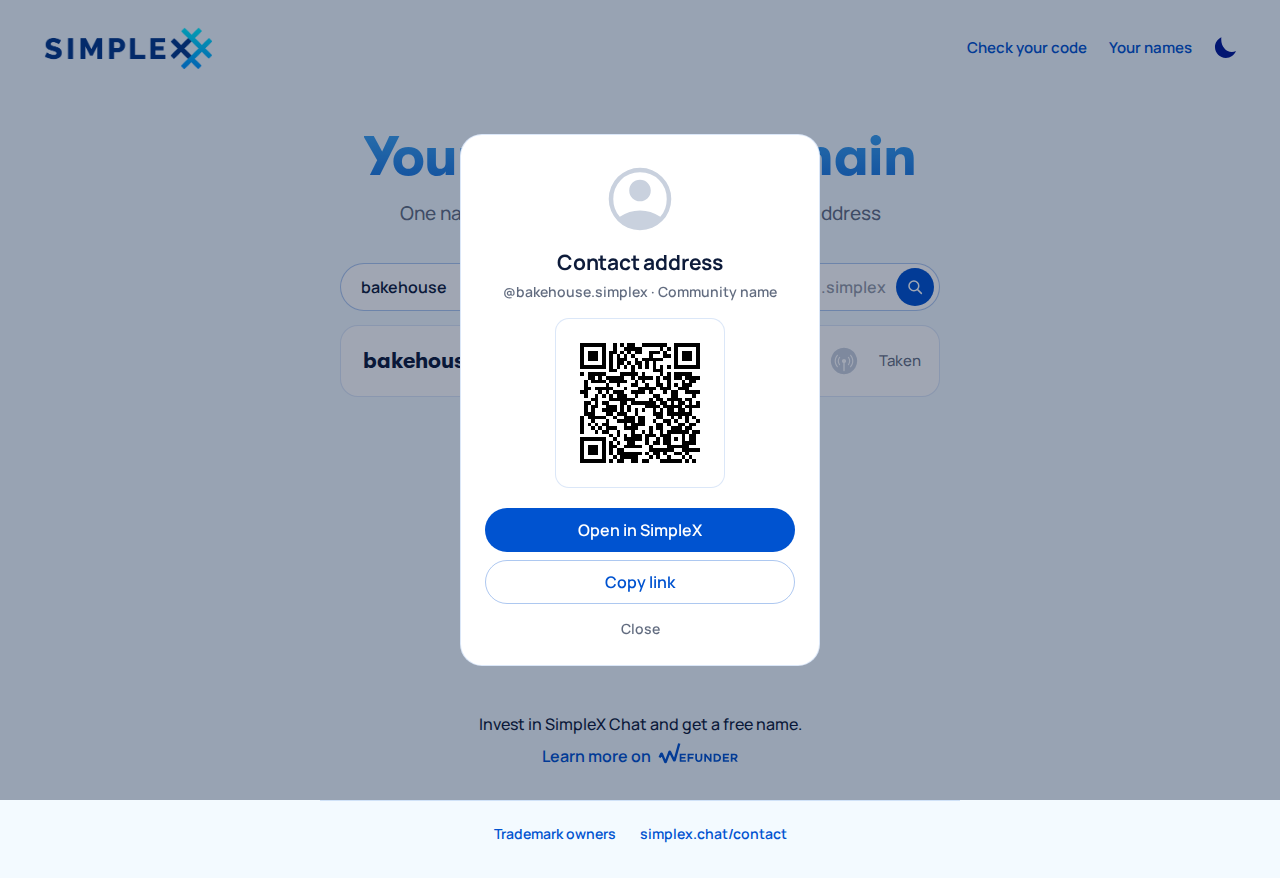 SIMPLEX
Check your code
Your names
You
main
One na
ddress
bakehouse
.simplex
bakehous
Taken
Contact address
@bakehouse.simplex · Community name
Open in SimpleX
Copy link
Close
Invest in SimpleX Chat and get a free name.
Learn more on WEFUNDER
Trademark owners
simplex.chat/contact